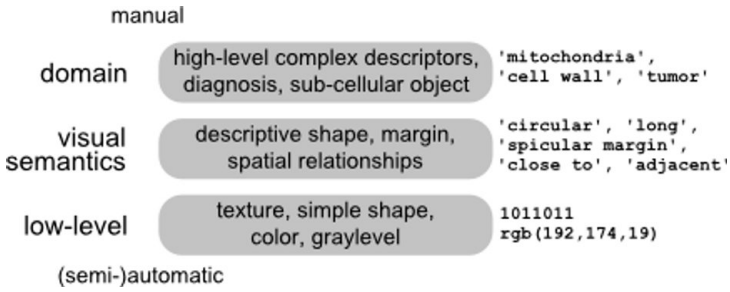 manual
domain
high-level complex descriptors,
diagnosis, sub-cellular object
'mitochondria',
'cell wall', 'tumor'
visual
semantics
descriptive shape, margin,
spatial relationships
'circular', 'long',
'spicular margin',
'close to', 'adjacent'
low-level
texture, simple shape,
color, graylevel
1011011
rgb(192,174,19)
(semi-)automatic